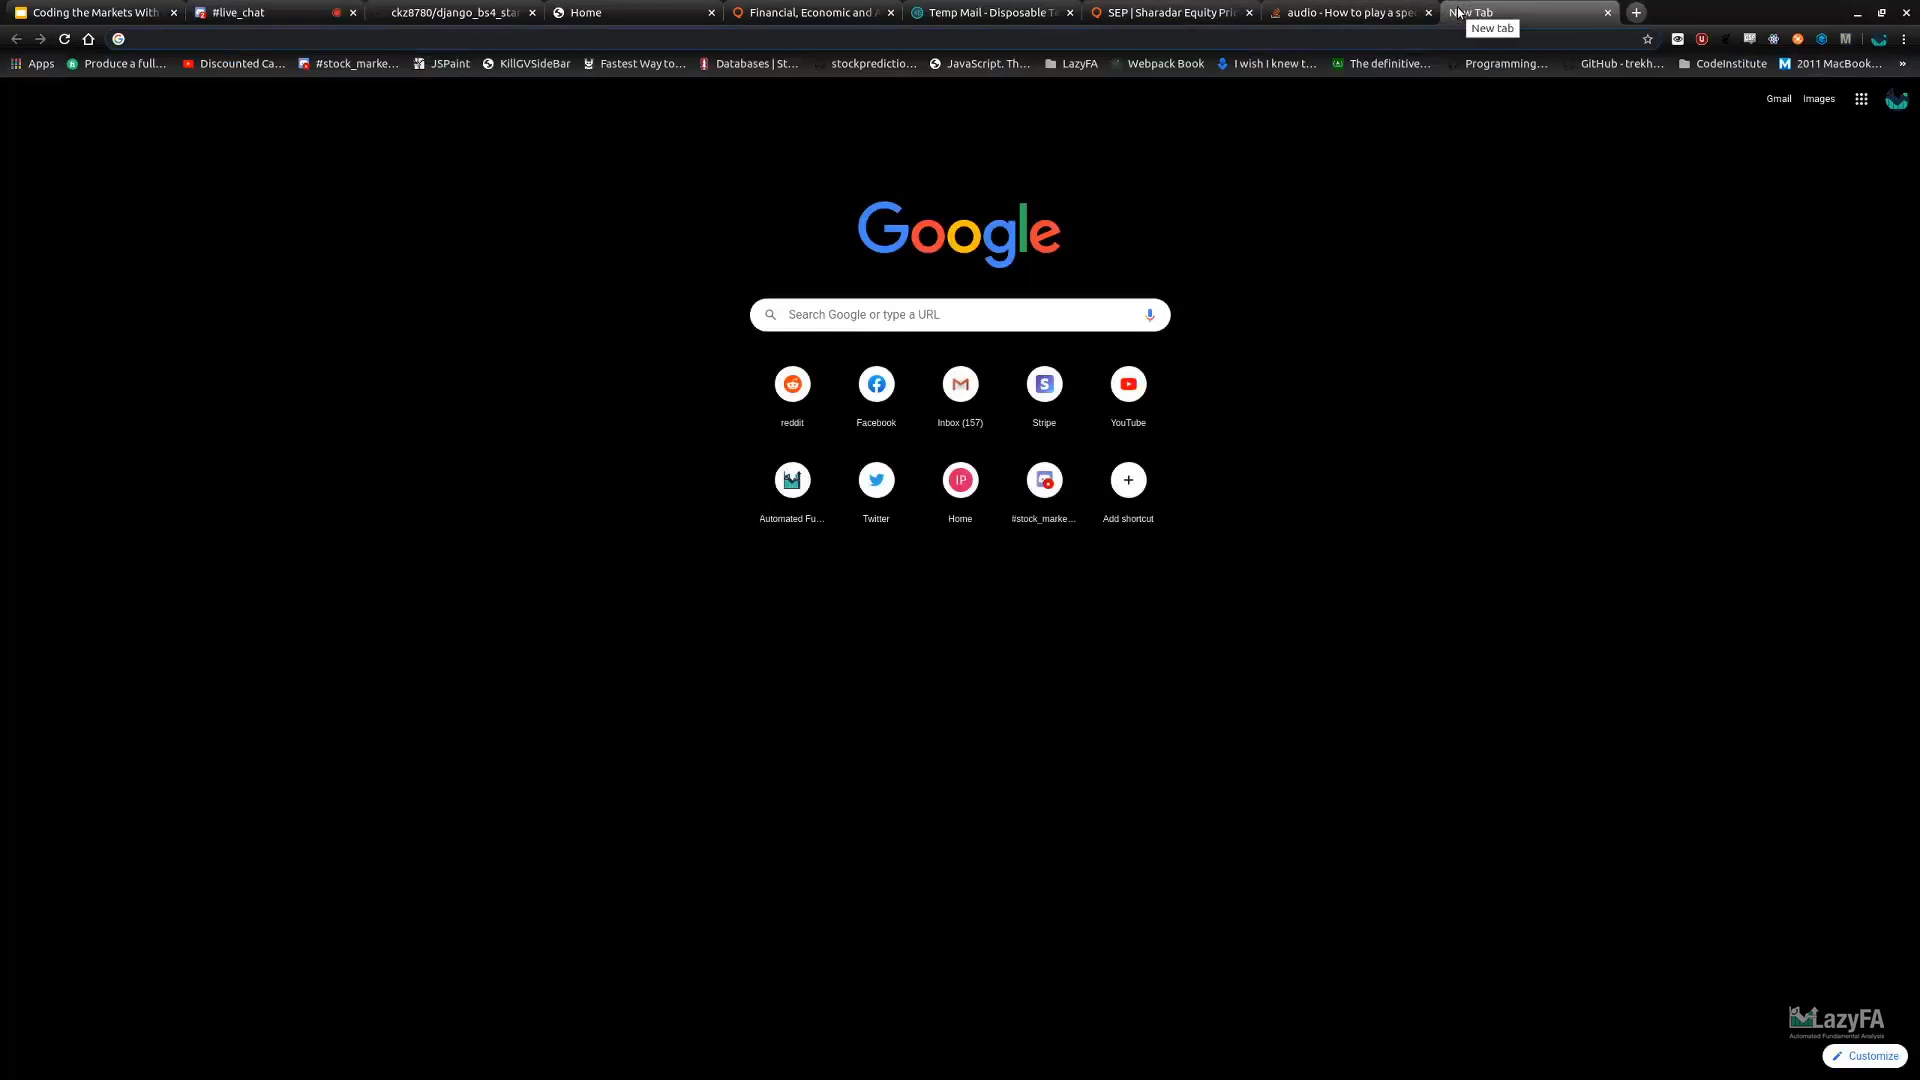 Coding the Markets With
#live_chat
ckz8780/django_bs4_sta
Home
Financial, Economic and A
Temp Mail - Disposable Te
SEP | Sharadar Equity Pric
audio - How to play a spe
New Tab
New tab
Apps
Produce a full...
Discounted Ca...
#stock_marke...
JSPaint
KillGVSideBar
Fastest Way to...
Databases | St...
stockpredictio...
JavaScript. Th...
LazyFA
Webpack Book
I wish I knew t...
The definitive...
Programming...
GitHub - trekh...
CodeInstitute
2011 MacBook...
»
Gmail
Images
Google
Search Google or type a URL
reddit
Facebook
Inbox (157)
Stripe
YouTube
Automated Fu...
Twitter
IP
Home
#stock_marke...
Add shortcut
LazyFA
Automated Fundamental Analysis
Customize